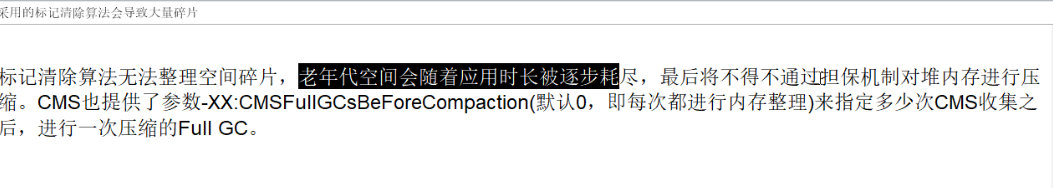 采用的标记清除算法会导致大量碎片
标记清除算法无法整理空间碎片，老年代空间会随着应用时长被逐步耗尽，最后将不得不通过担保机制对堆内存进行压
缩。CMS也提供了参数-XX:CMSFullGCsBeForeCompaction(默认0，即每次都进行内存整理)来指定多少次CMS收集之
后，进行一次压缩的Full GC。